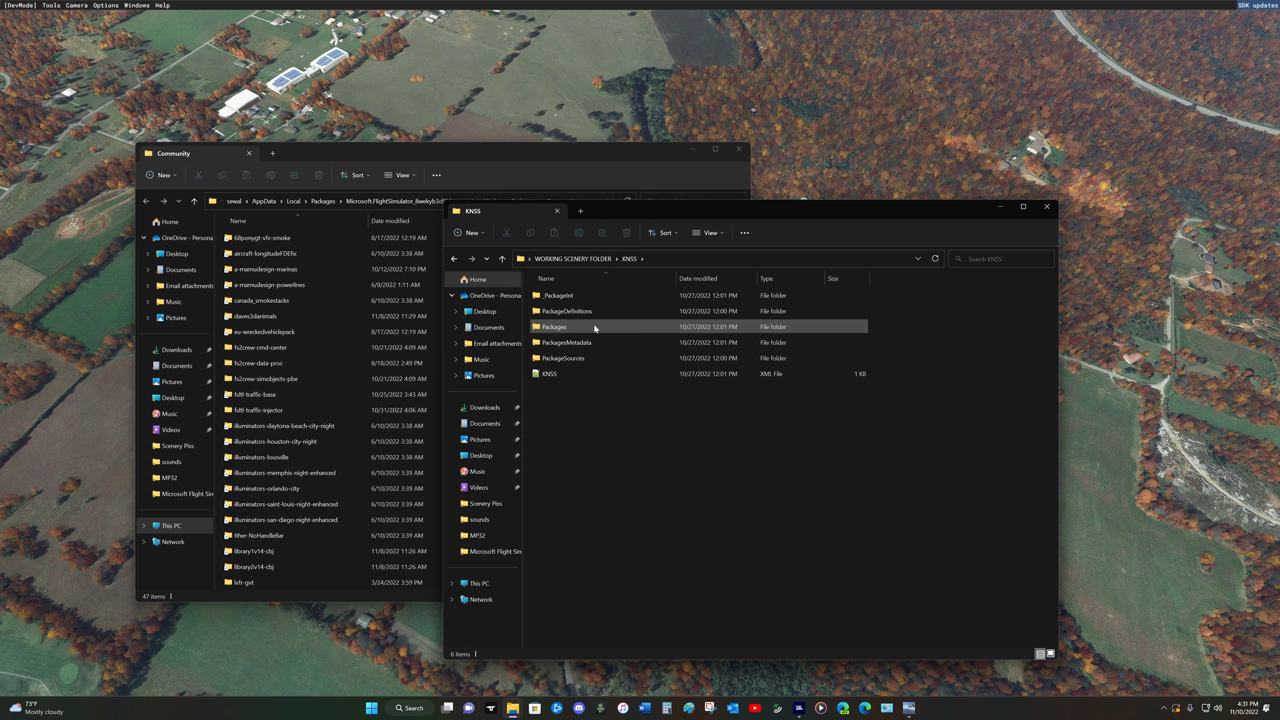 [DevMode] Tools Camera Options Windows Help
SDK updates
Community
New
Sort
View
sewal > AppData > Local > Packages > Microsoft.FlightSimulator_8wekyb3d8
Home
OneDrive - Persona
Desktop
Documents
Email attachments
Music
Pictures
Downloads
Documents
Pictures
Desktop
Music
Videos
Scenery Pixs
sounds
MP32
Microsoft Flight Sin
This PC
Network
Name Date modified
68ponygt-vfx-smoke 8/17/2022 12:19 AM
aircraft-longitudeFDEfix 6/10/2022 3:38 AM
a-mamudesign-marinas 10/12/2022 7:10 PM
a-mamudesign-powerlines 6/9/2022 1:11 AM
canada_smokestacks 6/10/2022 3:38 AM
daves3danimals 6/10/2022 3:38 AM
eu-wreckedvehiclepack 8/17/2022 12:19 AM
fs2crew-cmd-center 10/21/2022 4:09 AM
fs2crew-data-proc 8/18/2022 2:49 PM
fs2crew-simobjects-pbe 10/21/2022 4:09 AM
fsltl-traffic-base 10/25/2022 3:43 AM
fsltl-traffic-injector 10/31/2022 4:06 AM
illuminators-daytona-beach-city-night 6/10/2022 3:38 AM
illuminators-houston-city-night 6/10/2022 3:38 AM
illuminators-lousville 6/10/2022 3:38 AM
illuminators-memphis-night-enhanced 6/10/2022 3:39 AM
illuminators-orlando-city 6/10/2022 3:39 AM
illuminators-saint-louis-night-enhanced 6/10/2022 3:39 AM
illuminators-san-diego-night-enhanced 6/10/2022 3:39 AM
lther-NoHandleBar 6/10/2022 3:39 AM
library1v14-cbj 11/8/2022 11:26 AM
library2v14-cbj 11/8/2022 11:26 AM
lvfr-gvt 3/24/2022 3:59 PM
47 items
KNSS
New
Sort
View
WORKING SCENERY FOLDER > KNSS >
Search KNSS
Home
OneDrive - Persona
Desktop
Documents
Email attachments
Music
Pictures
Downloads
Documents
Pictures
Desktop
Music
Videos
Scenery Pixs
sounds
MP32
Microsoft Flight Sin
This PC
Network
Name Date modified Type Size
_PackageInt 10/27/2022 12:01 PM File folder
PackageDefinitions 10/27/2022 12:00 PM File folder
Packages 10/27/2022 12:01 PM File folder
PackagesMetadata 10/27/2022 12:01 PM File folder
PackageSources 10/27/2022 12:00 PM File folder
KNSS 10/27/2022 12:01 PM XML File 1 KB
6 items
73°F
Mostly cloudy
Search
4:31 PM
11/10/2022